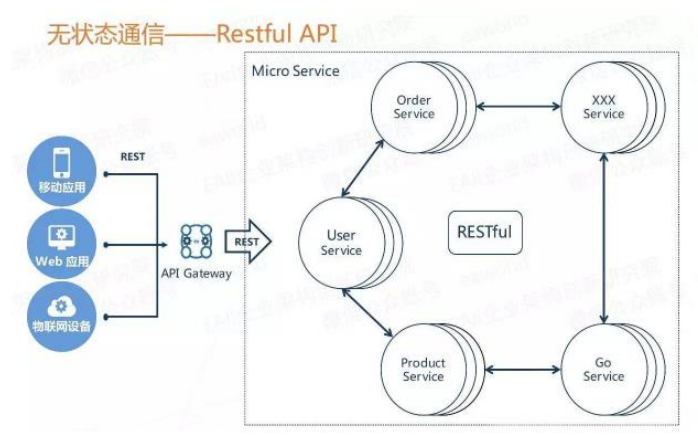 无状态通信——Restful API
Micro Service
Order
Service
XXX
Service
REST
移动应用
Web 应用
物联网设备
API Gateway
REST
User
Service
RESTful
Product
Service
Go
Service